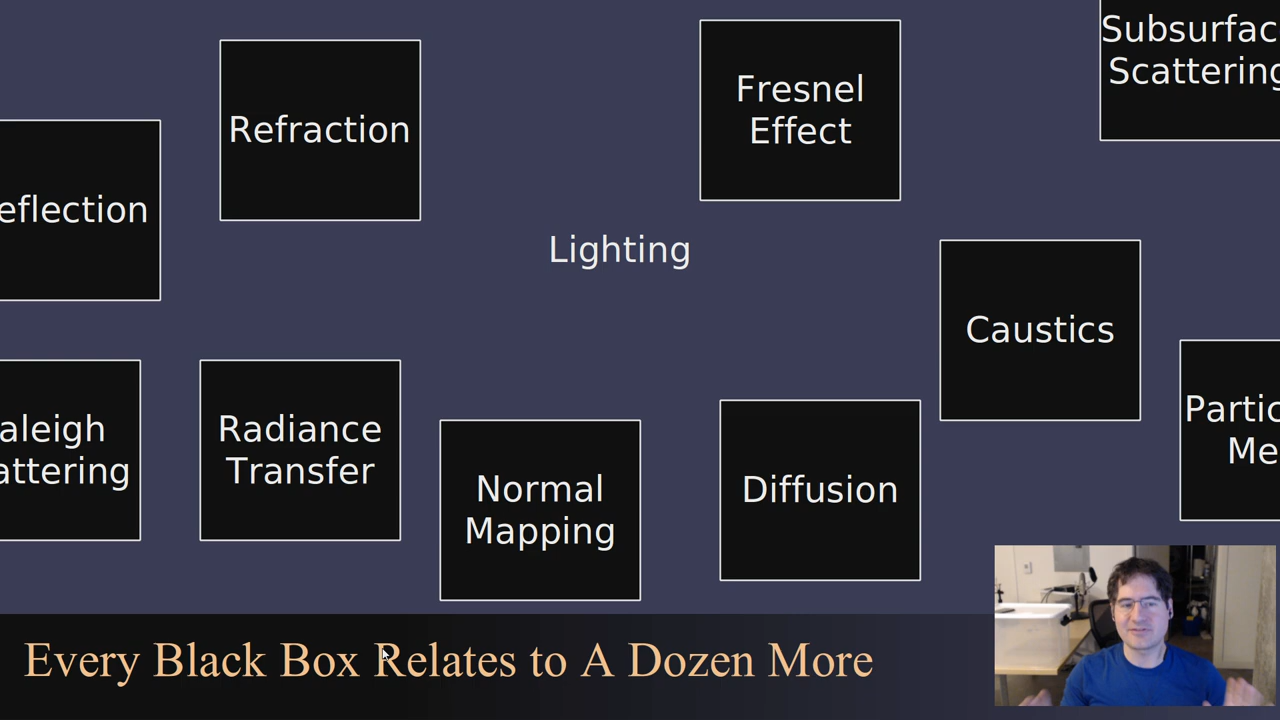 Subsurfac
Scattering
Fresnel
Effect
Refraction
eflection
Lighting
Caustics
Partic
Me
aleigh
attering
Radiance
Transfer
Normal
Mapping
Diffusion
Every Black Box Relates to A Dozen More